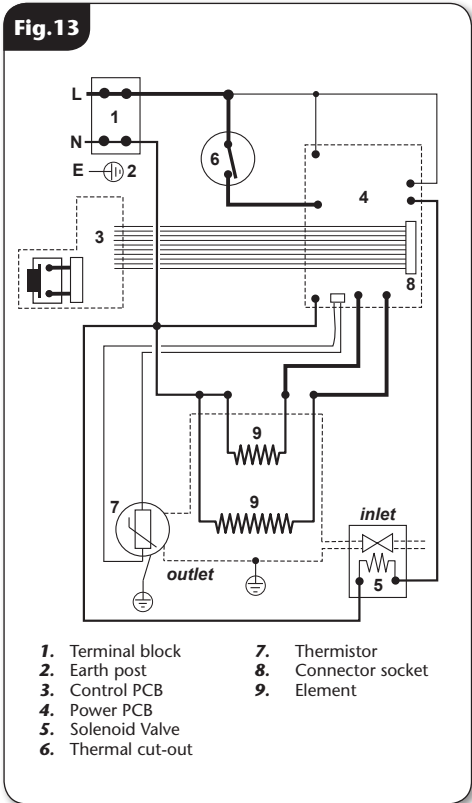 Fig.13
L
1
N
E 2
6
4
3
8
9
7
9
inlet
outlet
5
1. Terminal block
2. Earth post
3. Control PCB
4. Power PCB
5. Solenoid Valve
6. Thermal cut-out
7. Thermistor
8. Connector socket
9. Element